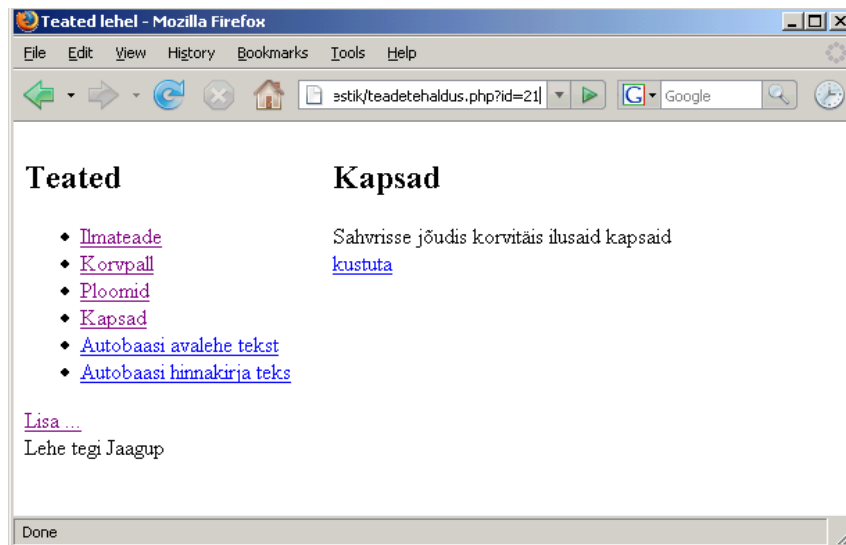 Teated lehel - Mozilla Firefox
File Edit View History Bookmarks Tools Help
estik/teadetehaldus.php?id=21 G Google
Teated
Ilmateade
Korvpall
Ploomid
Kapsad
Autobaasi avalehe tekst
Autobaasi hinnakirja teks
Lisa ...
Lehe tegi Jaagup
Kapsad
Sahvrisse jõudis korvitäis ilusaid kapsaid
kustuta
Done